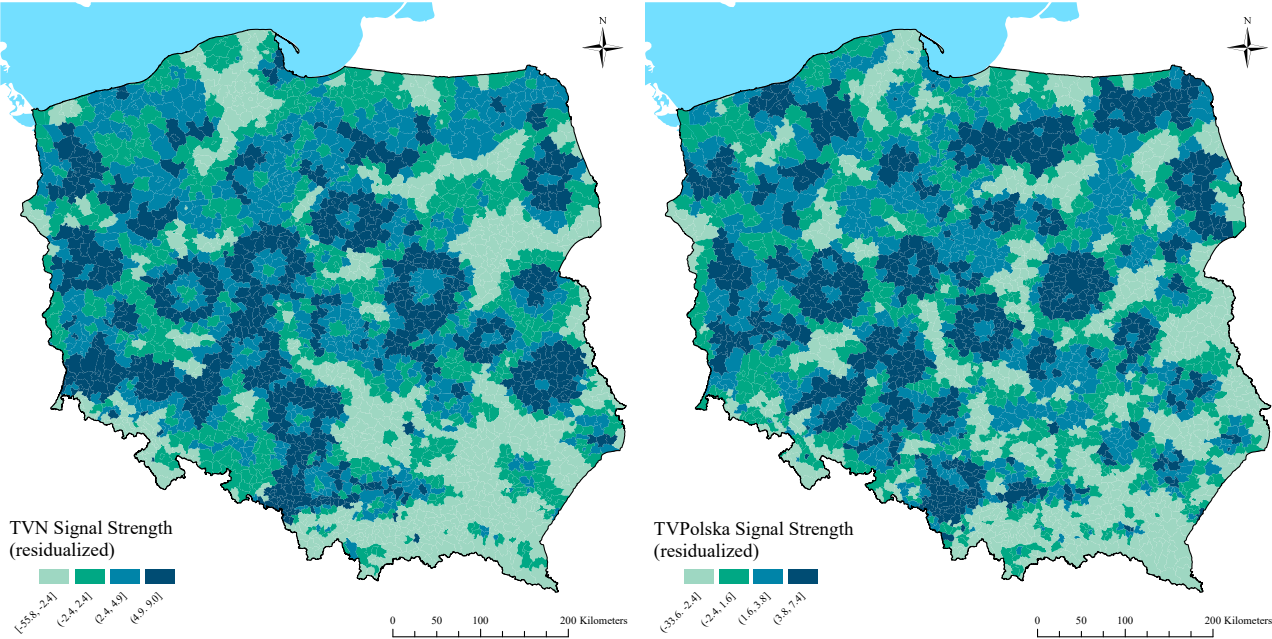 N
TVN Signal Strength
(residualized)
[-55.8, -2.4]
(-2.4, 2.4]
(2.4, 4.9]
(4.9. 9.0]
0 100 200 Kilometers
N
TVPolska Signal Strength
(residualized)
(-33.6, -2.4]
(-2.4, 1.6]
(1.6, 3.8]
(3.8, 7.4]
0 100 200 Kilometers